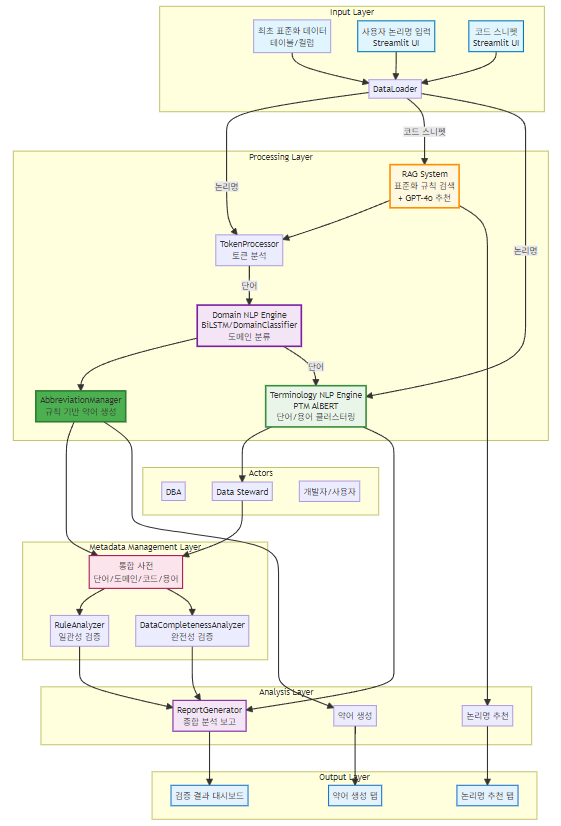 Input Layer
최초 표준화 데이터
테이블/컬럼
사용자 논리명 입력
Streamlit UI
코드 스니펫
Streamlit UI
DataLoader
코드 스니펫
Processing Layer
RAG System
표준화 규칙 검색
+ GPT-4o 추천
논리명
TokenProcessor
토큰 분석
논리명
단어
Domain NLP Engine
BiLSTM/DomainClassifier
도메인 분류
단어
AbbreviationManager
규칙 기반 약어 생성
Terminology NLP Engine
PTM AlBERT
단어/용어 클러스터링
Actors
DBA
Data Steward
개발자/사용자
Metadata Management Layer
통합 사전
단어/도메인/코드/용어
RuleAnalyzer
일관성 검증
DataCompletenessAnalyzer
완전성 검증
Analysis Layer
ReportGenerator
종합 분석 보고
약어 생성
논리명 추천
Output Layer
검증 결과 대시보드
약어 생성 탭
논리명 추천 탭